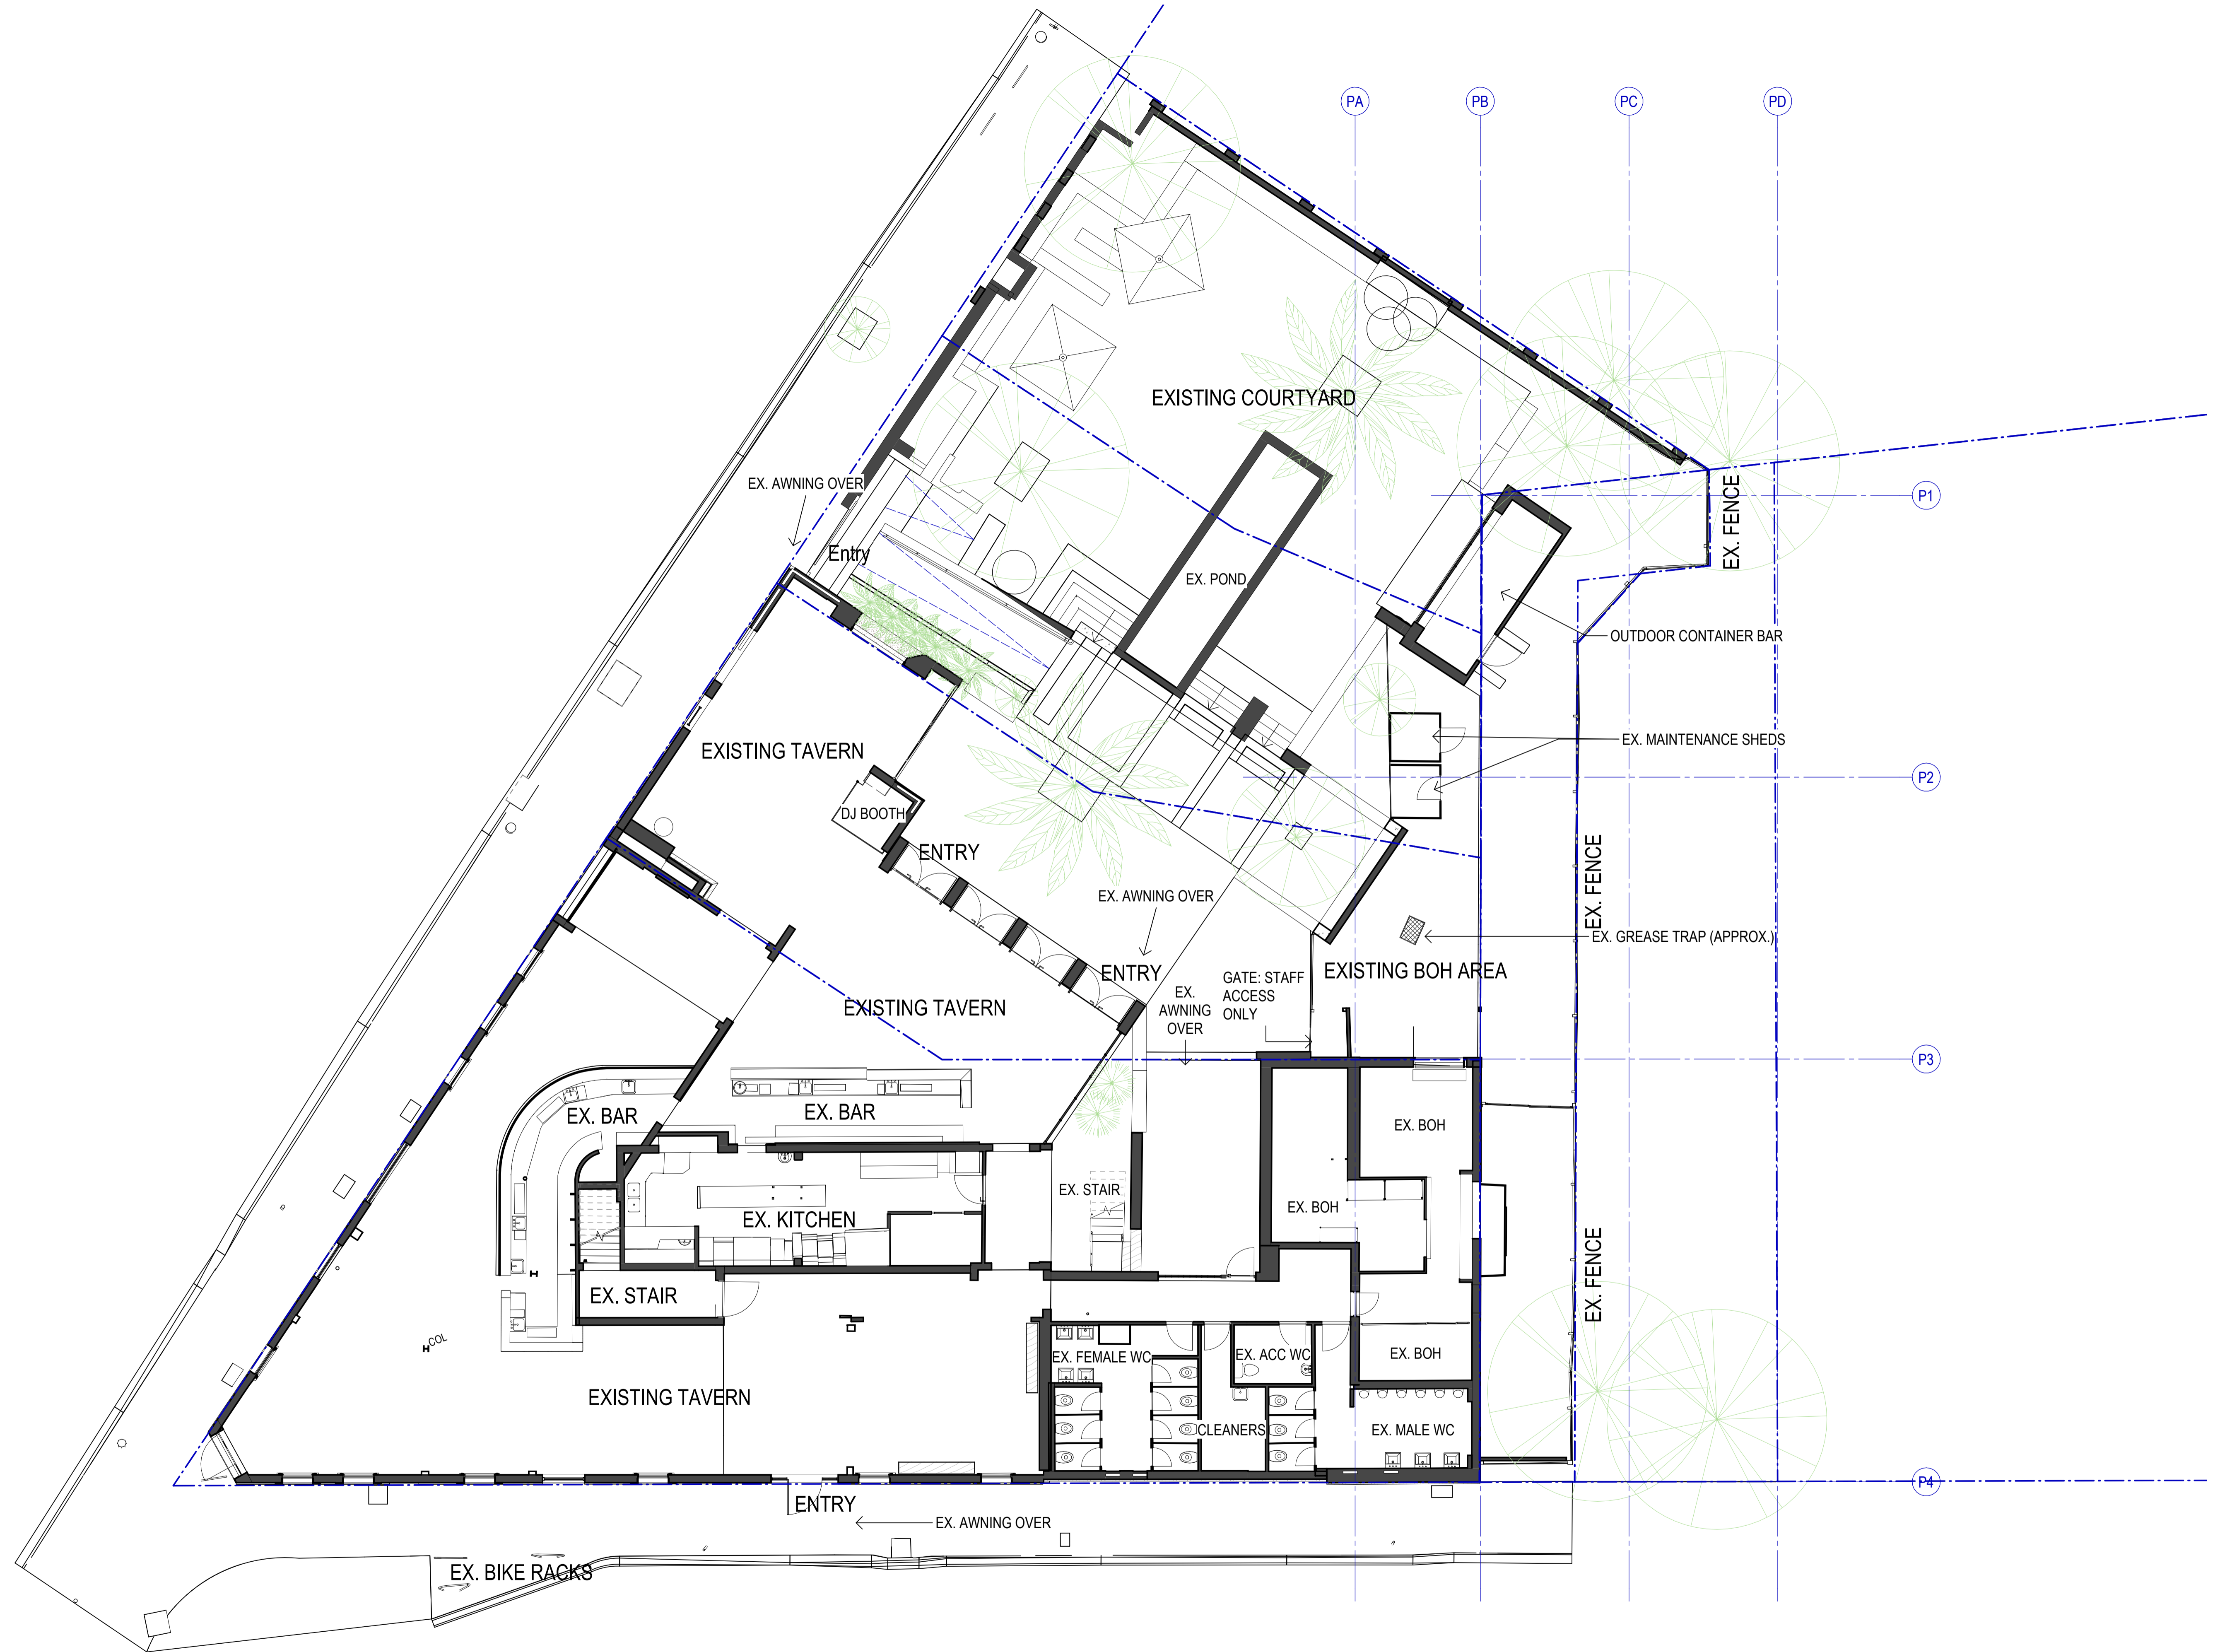 PA
PB
PC
PD
EXISTING COURTYARD
EX. AWNING OVER
P1
EX. FENCE
Entry
EX. POND
OUTDOOR CONTAINER BAR
EXISTING TAVERN
EX. MAINTENANCE SHEDS
P2
DJ BOOTH
ENTRY
EX. FENCE
EX. AWNING OVER
EX. GREASE TRAP (APPROX.)
ENTRY
EXISTING BOH AREA
GATE: STAFF
ACCESS
ONLY
EX.
AWNING
OVER
EXISTING TAVERN
P3
EX. BAR
EX. BAR
EX. BOH
EX. STAIR
EX. BOH
EX. KITCHEN
EX. FENCE
EX. STAIR
COL
EX. FEMALE WC
EX. ACC WC
EX. BOH
EXISTING TAVERN
CLEANERS
EX. MALE WC
P4
ENTRY
EX. AWNING OVER
EX. BIKE RACKS